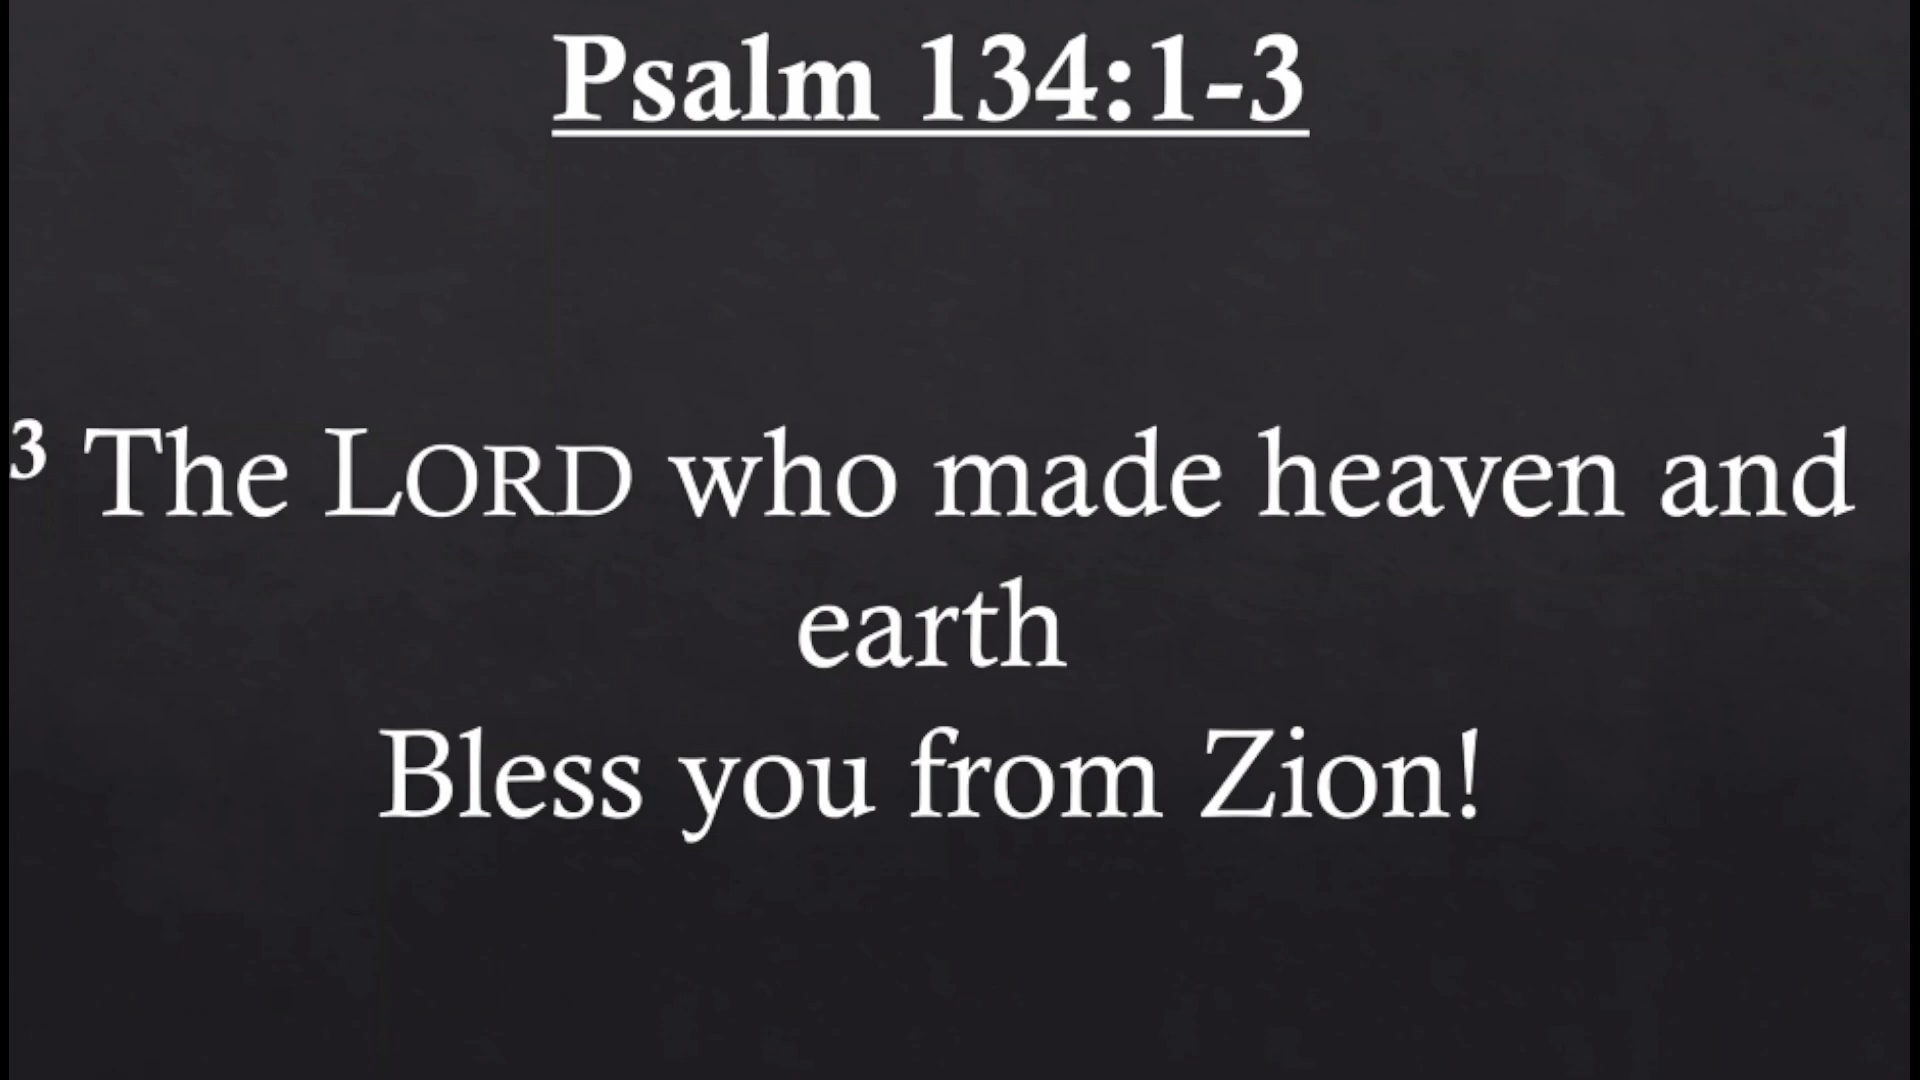 Psalm 134:1-3
³ The LORD who made heaven and
earth
Bless you from Zion!